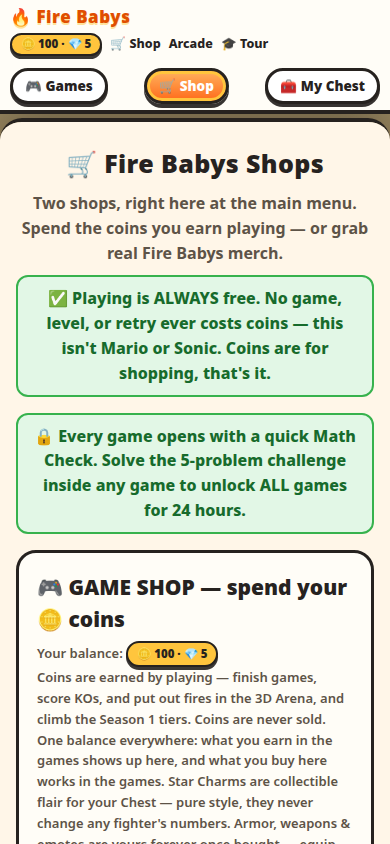 🔥 Fire Babys
🪙 100 · 💎 5 🛒 Shop Arcade 🎓 Tour
🎮 Games 🛒 Shop 🧰 My Chest
🛒 Fire Babys Shops
Two shops, right here at the main menu.
Spend the coins you earn playing — or grab
real Fire Babys merch.
✅ Playing is ALWAYS free. No game,
level, or retry ever costs coins — this
isn't Mario or Sonic. Coins are for
shopping, that's it.
🔒 Every game opens with a quick Math
Check. Solve the 5-problem challenge
inside any game to unlock ALL games
for 24 hours.
🎮 GAME SHOP — spend your
🪙 coins
Your balance: 🪙 100 · 💎 5
Coins are earned by playing — finish games,
score KOs, and put out fires in the 3D Arena, and
climb the Season 1 tiers. Coins are never sold.
One balance everywhere: what you earn in the
games shows up here, and what you buy here
works in the games. Star Charms are collectible
flair for your Chest — pure style, they never
change any fighter's numbers. Armor, weapons &
emotes are yours forever once bought — equip